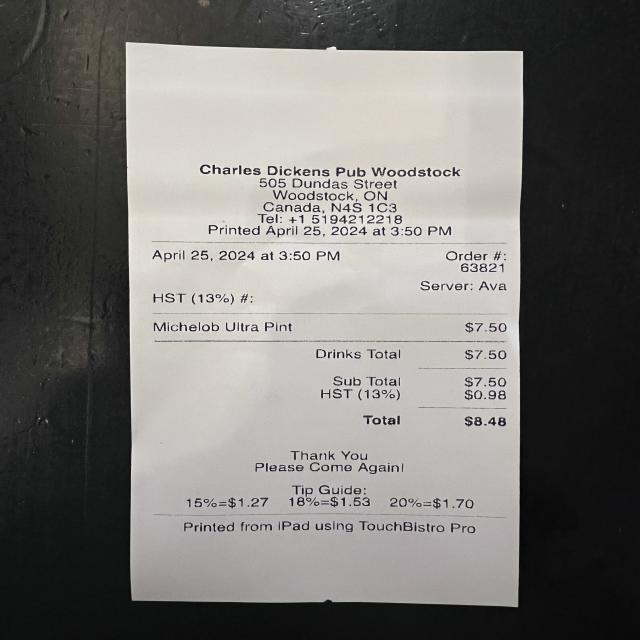 Charles Dickens Pub Woodstock
505 Dundas Street
Woodstock, ON
Canada, N4S 1C3
Tel: +1 5194212218
Printed April 25, 2024 at 3:50 PM
April 25, 2024 at 3:50 PM Order #:
63821
Server: Ava
HST (13%) #:
Michelob Ultra Pint $7.50
Drinks Total $7.50
Sub Total $7.50
HST (13%) $0.98
Total $8.48
Thank You
Please Come Again!
Tip Guide:
15%=$1.27 18%=$1.53 20%=$1.70
Printed from iPad using TouchBistro Pro